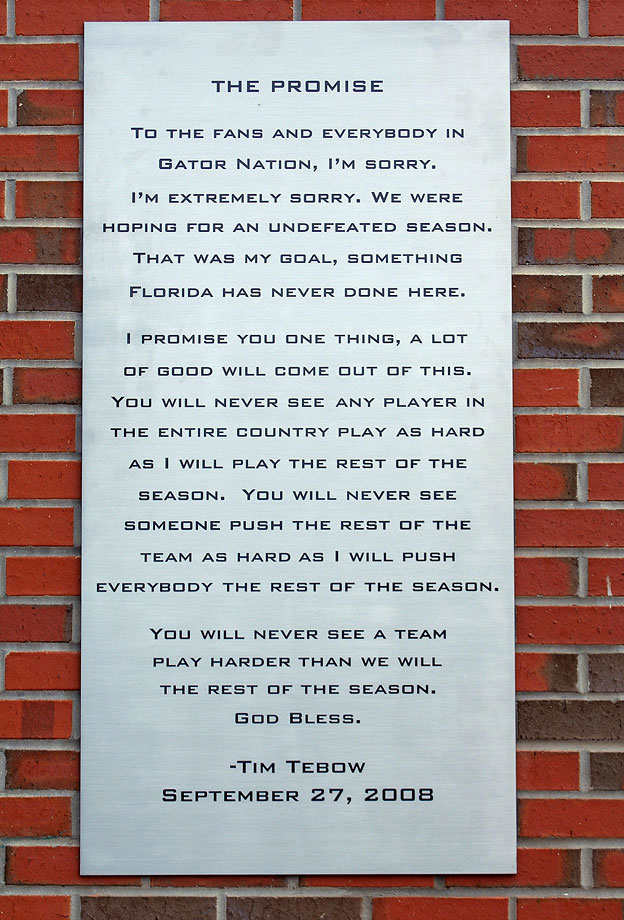 The Promise
To the fans and everybody in
Gator Nation, I'm sorry.
I'm extremely sorry. We were
hoping for an undefeated season.
That was my goal, something
Florida has never done here.
I promise you one thing, a lot
of good will come out of this.
You will never see any player in
the entire country play as hard
as I will play the rest of the
season. You will never see
someone push the rest of the
team as hard as I will push
everybody the rest of the season.
You will never see a team
play harder than we will
the rest of the season.
God Bless.
-Tim Tebow
September 27, 2008